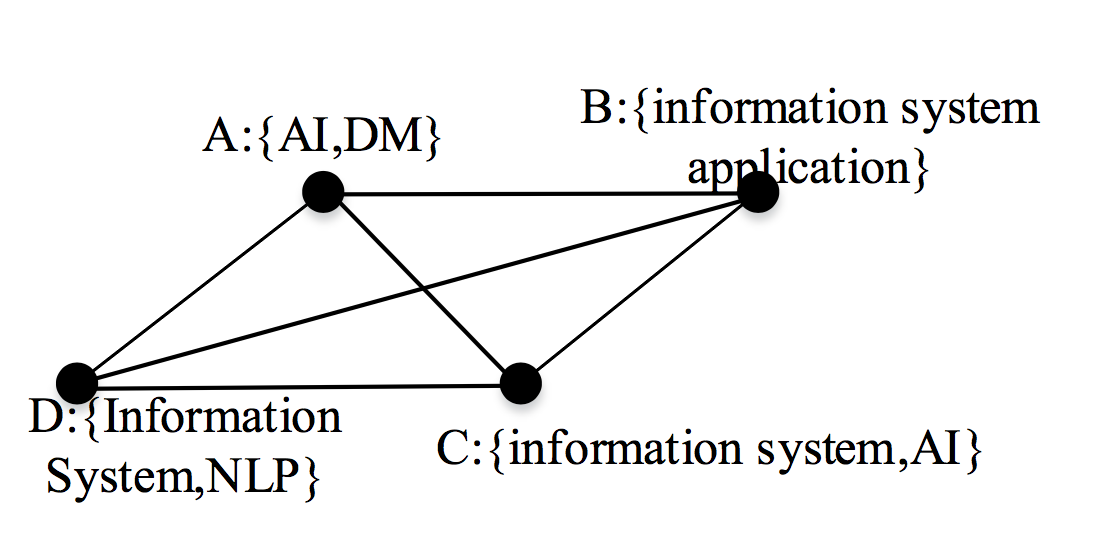 A:{AI,DM}
B:{information system
application}
D:{Information
System,NLP}
C:{information system,AI}